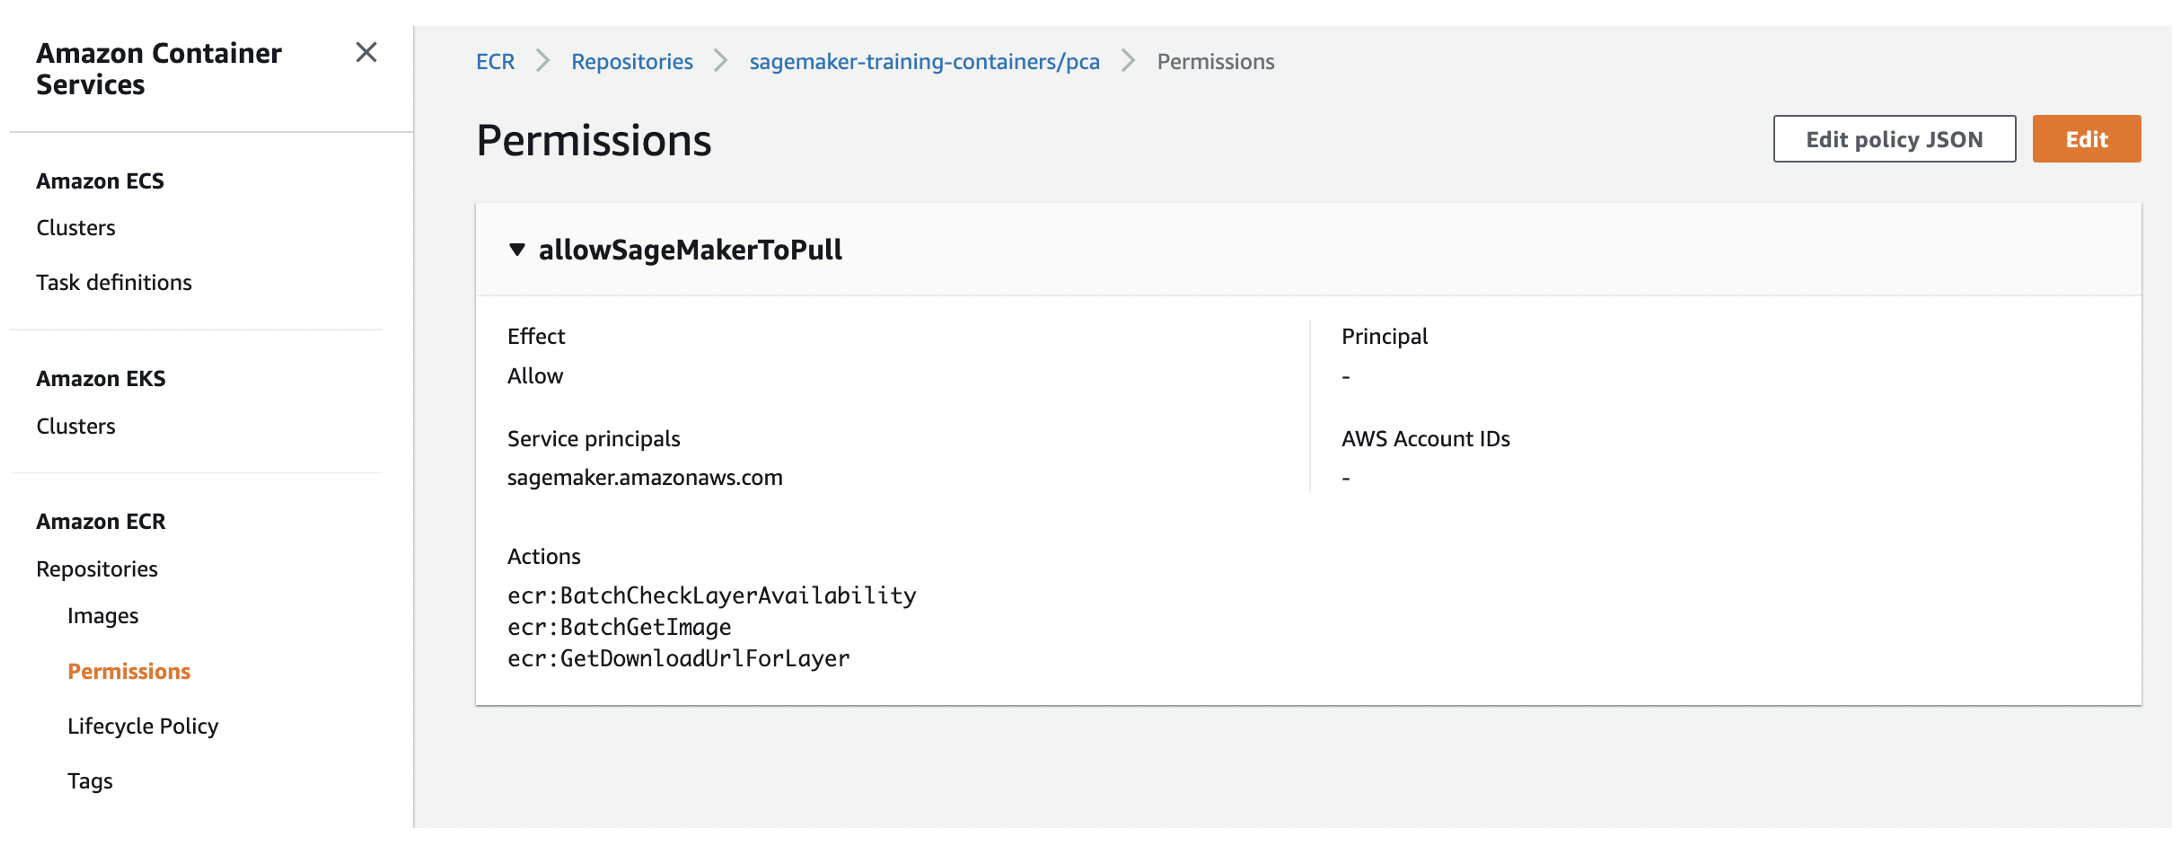 Amazon Container
Services
Amazon ECS
Clusters
Task definitions
Amazon EKS
Clusters
Amazon ECR
Repositories
Images
Permissions
Lifecycle Policy
Tags
ECR
Repositories
sagemaker-training-containers/pca
Permissions
Permissions
Edit policy JSON
Edit
allowSageMakerToPull
Effect
Allow
Principal
-
Service principals
sagemaker.amazonaws.com
AWS Account IDs
-
Actions
ecr:BatchCheckLayerAvailability
ecr:BatchGetImage
ecr:GetDownloadUrlForLayer